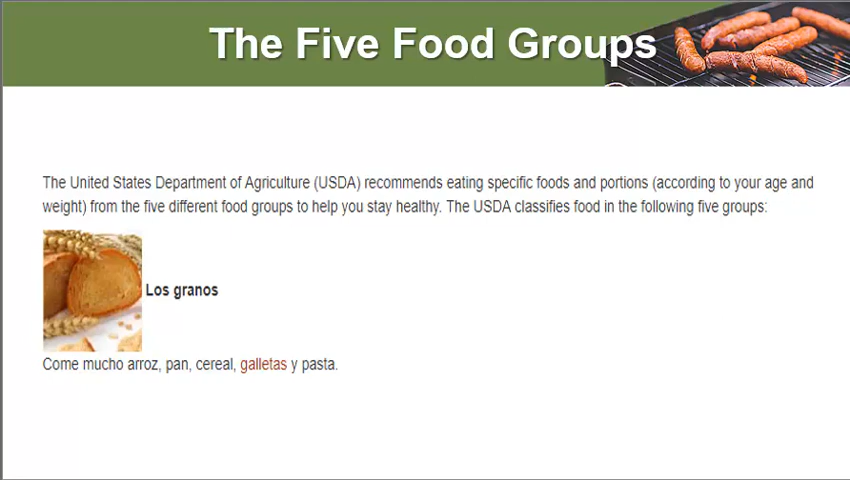 The Five Food Groups
The United States Department of Agriculture (USDA) recommends eating specific foods and portions (according to your age and
weight) from the five different food groups to help you stay healthy. The USDA classifies food in the following five groups:
Los granos
Come mucho arroz, pan, cereal, galletas y pasta.